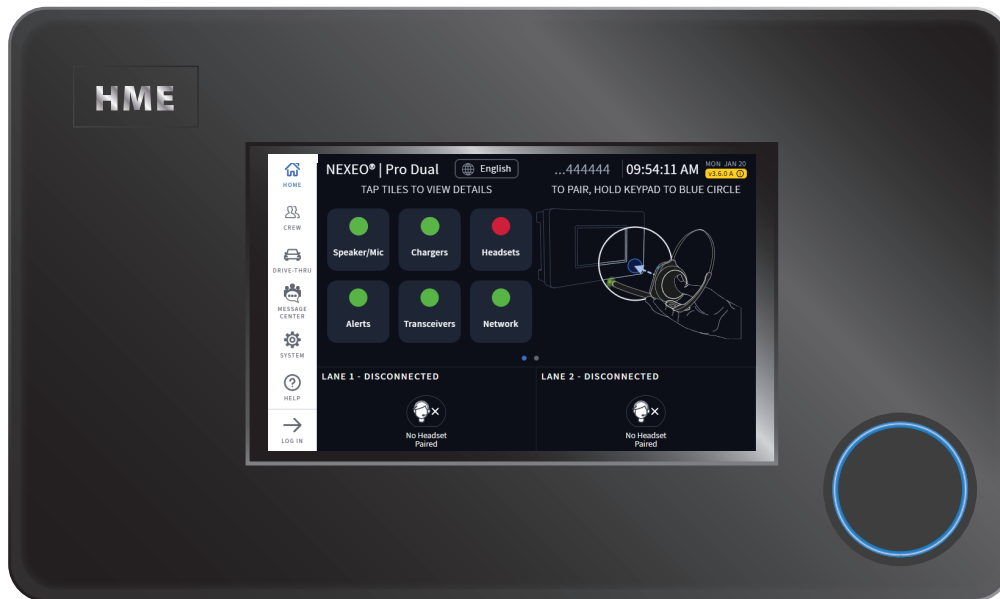 HME
HOME
CREW
DRIVE-THRU
MESSAGE
CENTER
SYSTEM
HELP
LOG IN
NEXEO® | Pro Dual
English
...444444
09:54:11 AM
MON JAN 20
v3.6.0 A
TAP TILES TO VIEW DETAILS
TO PAIR, HOLD KEYPAD TO BLUE CIRCLE
Speaker/Mic
Chargers
Headsets
Alerts
Transceivers
Network
LANE 1 - DISCONNECTED
No Headset
Paired
LANE 2 - DISCONNECTED
No Headset
Paired